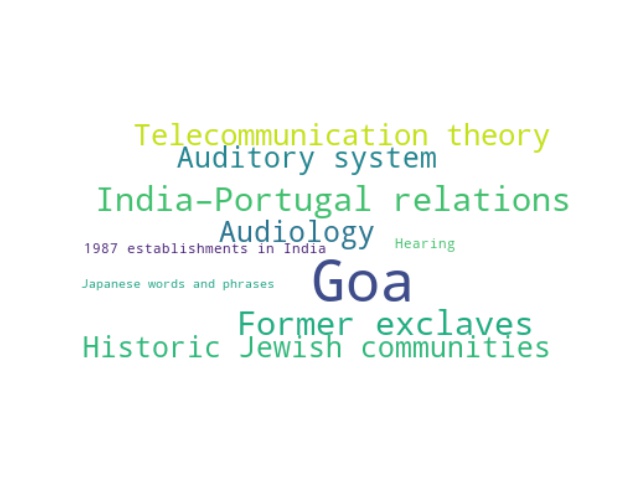 Telecommunication theory
Auditory system
India–Portugal relations
Audiology
Hearing
1987 establishments in India
Goa
Japanese words and phrases
Former exclaves
Historic Jewish communities